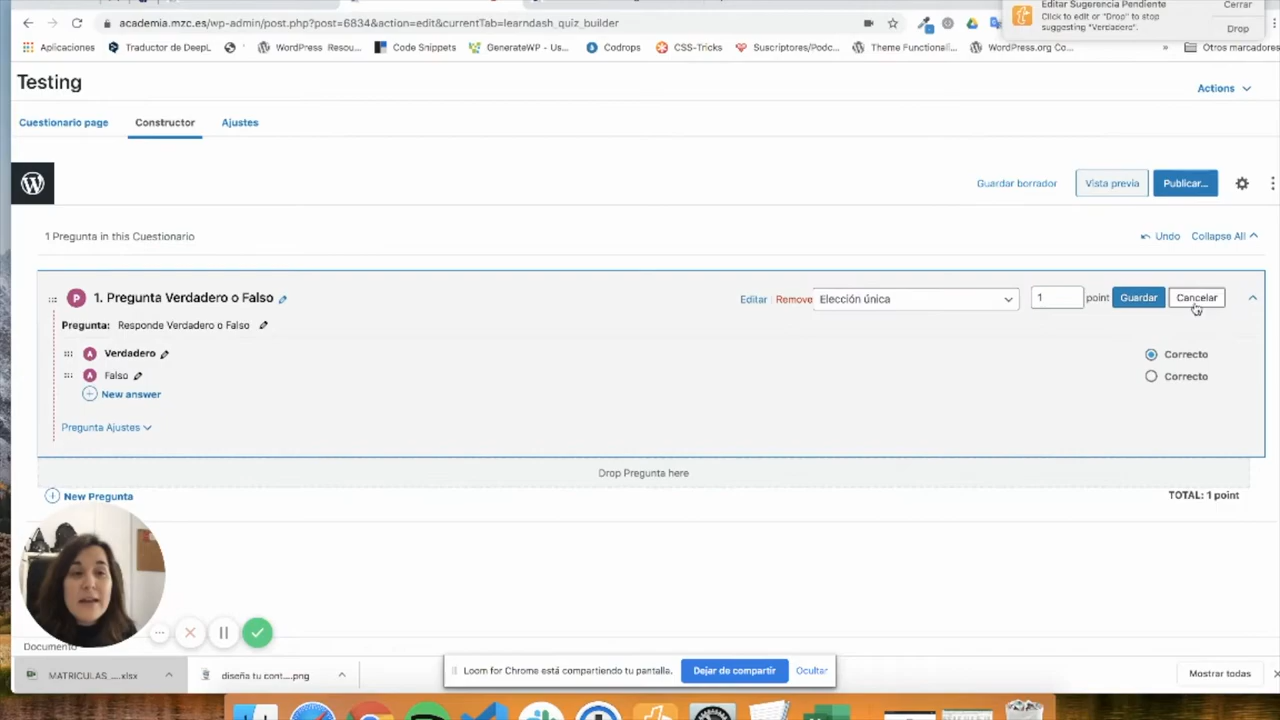 Editar Sugerencia Pendiente
Click to edit or "Drop" to stop
suggesting "Verdadero".
Cerrar
Drop
academia.mzc.es/wp-admin/post.php?post=6834&action=edit&currentTab=learndash_quiz_builder
Aplicaciones
Traductor de DeepL
WordPress Resou...
Code Snippets
GenerateWP - Us...
Codrops
CSS-Tricks
Suscriptores/Podc...
Theme Functionali...
WordPress.org Co...
»
Otros marcadores
Testing
Actions
Cuestionario page
Constructor
Ajustes
Guardar borrador
Vista previa
Publicar...
1 Pregunta in this Cuestionario
Undo
Collapse All
P
1. Pregunta Verdadero o Falso
Editar | Remove
Elección única
1
point
Guardar
Cancelar
Pregunta: Responde Verdadero o Falso
A Verdadero
Correcto
A Falso
Correcto
New answer
Pregunta Ajustes
Drop Pregunta here
New Pregunta
TOTAL: 1 point
Documento
MATRICULAS_....xlsx
diseña tu cont....png
Loom for Chrome está compartiendo tu pantalla.
Dejar de compartir
Ocultar
Mostrar todas